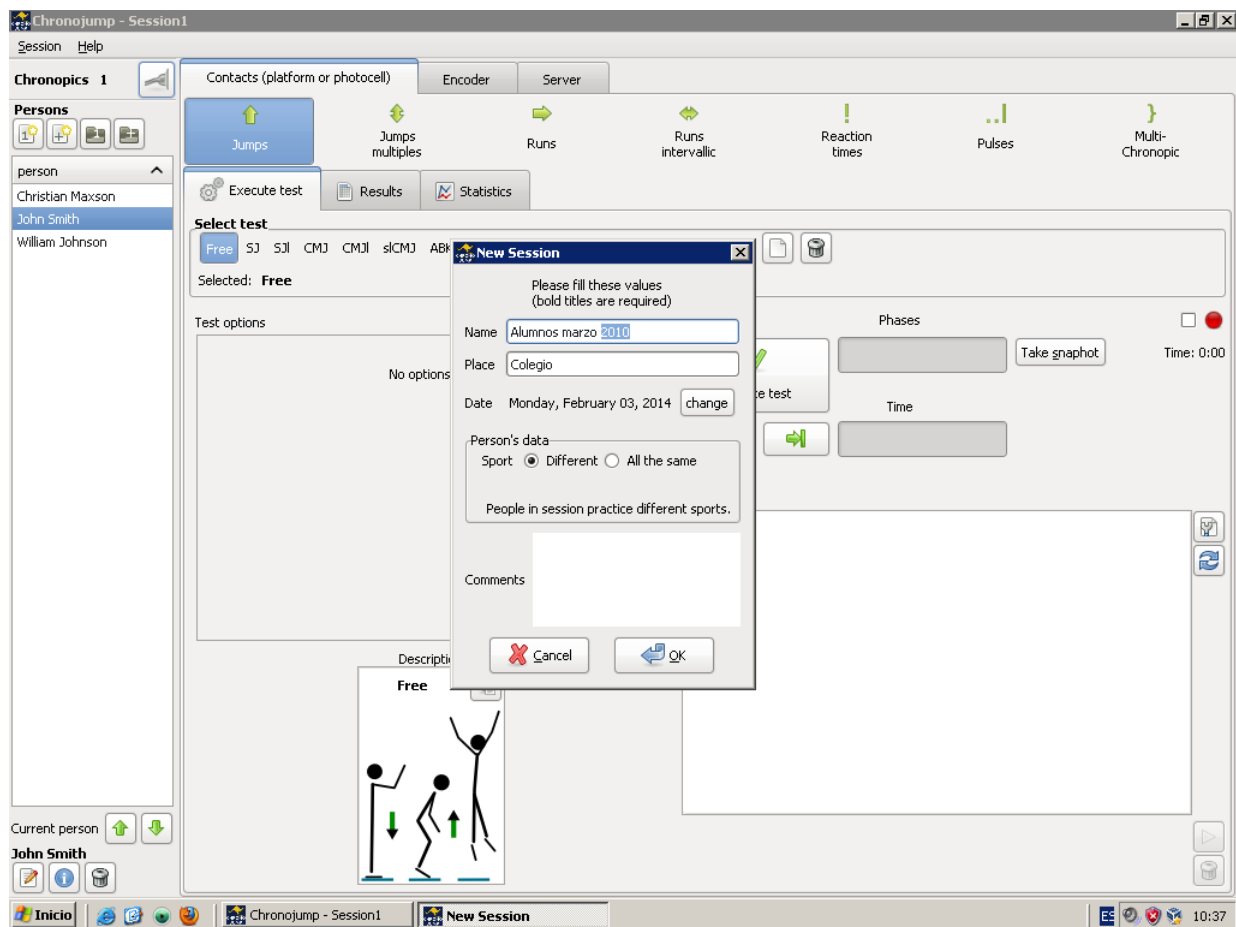 Chronojump - Session1
Session Help
Chronopics 1
Contacts (platform or photocell) Encoder Server
Persons
Jumps
Jumps multiples
Runs
Runs intervallic
Reaction times
Pulses
Multi-Chronopic
person
Christian Maxson
John Smith
William Johnson
Execute test Results Statistics
Select test
Free SJ SJl CMJ CMJl slCMJ
Selected: Free
Test options
No options
New Session
Please fill these values
(bold titles are required)
Name Alumnos marzo 2010
Place Colegio
Date Monday, February 03, 2014 change
Person's data
Sport Different All the same
People in session practice different sports.
Comments
Cancel OK
Phases
Take snaphot Time: 0:00
test
Time
Free
Current person
John Smith
Inicio Chronojump - Session1 New Session ES 10:37